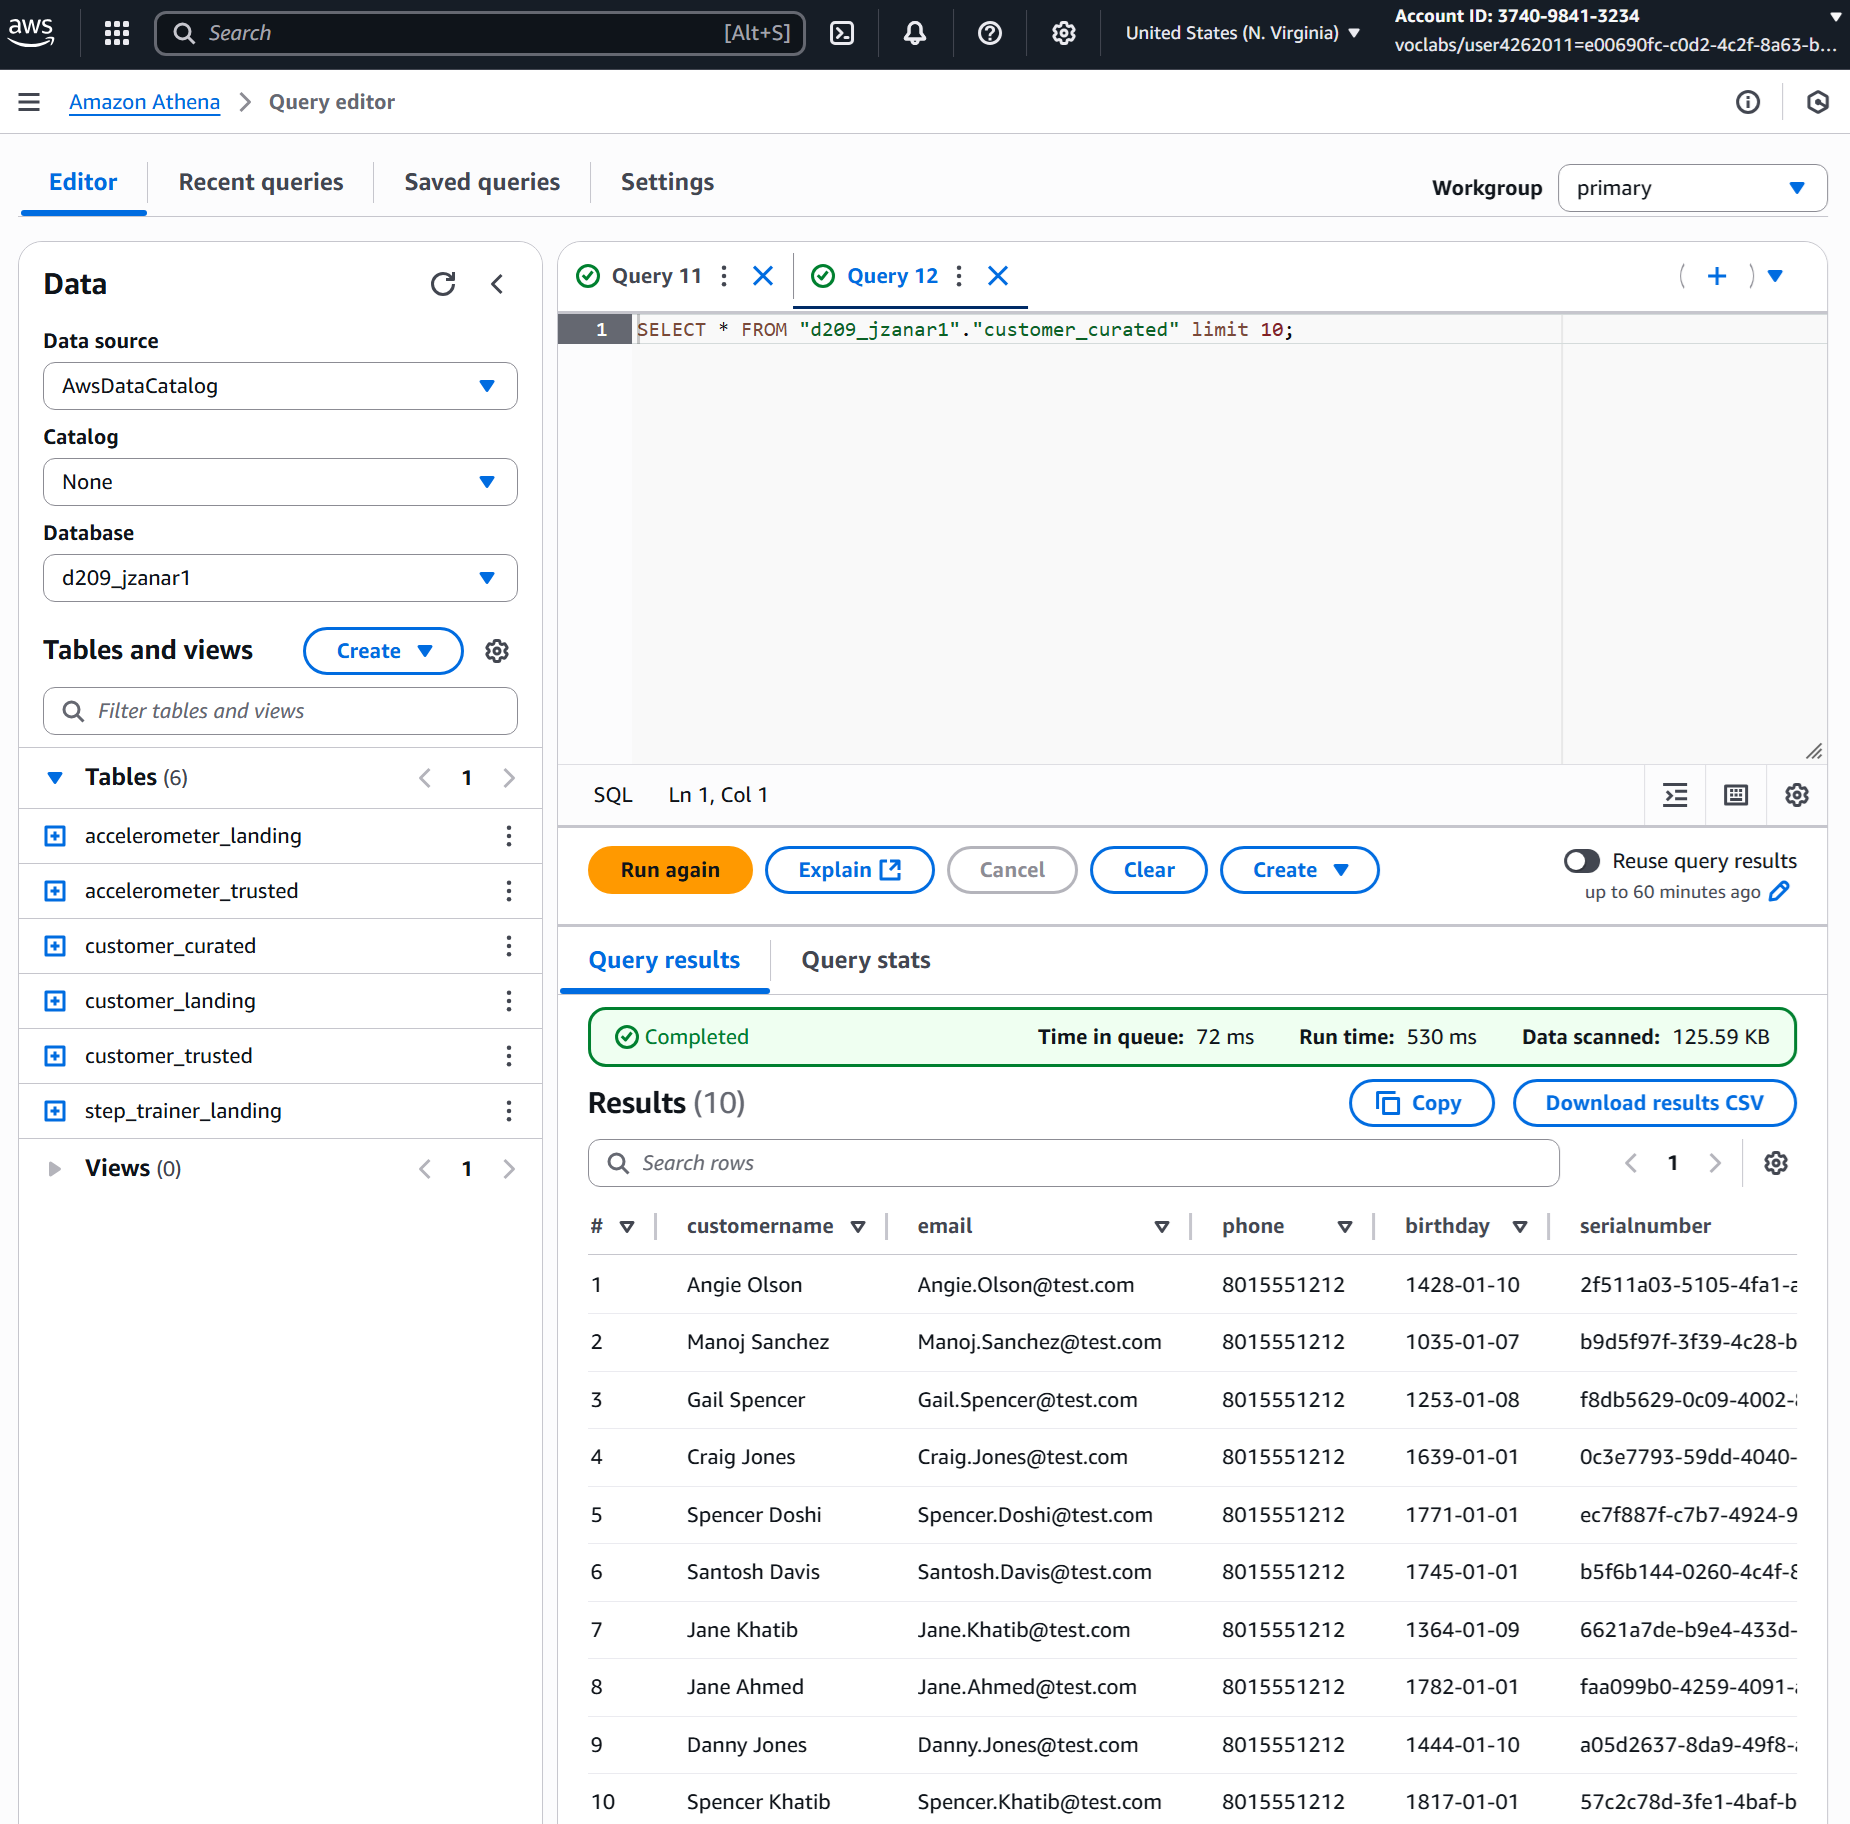 aws
Search
[Alt+S]
United States (N. Virginia)
Account ID: 3740-9841-3234
voclabs/user4262011=e00690fc-c0d2-4c2f-8a63-b...
Amazon Athena
Query editor
Editor
Recent queries
Saved queries
Settings
Workgroup
primary
Data
Data source
AwsDataCatalog
Catalog
None
Database
d209_jzanar1
Tables and views
Create
Filter tables and views
Tables (6)
1
accelerometer_landing
accelerometer_trusted
customer_curated
customer_landing
customer_trusted
step_trainer_landing
Views (0)
1
Query 11
Query 12
1 SELECT * FROM "d209_jzanar1"."customer_curated" limit 10;
SQL Ln 1, Col 1
Run again
Explain
Cancel
Clear
Create
Reuse query results
up to 60 minutes ago
Query results
Query stats
Completed
Time in queue: 72 ms Run time: 530 ms Data scanned: 125.59 KB
Results (10)
Copy
Download results CSV
Search rows
1
# customername email phone birthday serialnumber
1 Angie Olson Angie.Olson@test.com 8015551212 1428-01-10 2f511a03-5105-4fa1-a
2 Manoj Sanchez Manoj.Sanchez@test.com 8015551212 1035-01-07 b9d5f97f-3f39-4c28-b
3 Gail Spencer Gail.Spencer@test.com 8015551212 1253-01-08 f8db5629-0c09-4002-
4 Craig Jones Craig.Jones@test.com 8015551212 1639-01-01 0c3e7793-59dd-4040-
5 Spencer Doshi Spencer.Doshi@test.com 8015551212 1771-01-01 ec7f887f-c7b7-4924-9
6 Santosh Davis Santosh.Davis@test.com 8015551212 1745-01-01 b5f6b144-0260-4c4f-8
7 Jane Khatib Jane.Khatib@test.com 8015551212 1364-01-09 6621a7de-b9e4-433d-
8 Jane Ahmed Jane.Ahmed@test.com 8015551212 1782-01-01 faa099b0-4259-4091-
9 Danny Jones Danny.Jones@test.com 8015551212 1444-01-10 a05d2637-8da9-49f8-
10 Spencer Khatib Spencer.Khatib@test.com 8015551212 1817-01-01 57c2c78d-3fe1-4baf-b